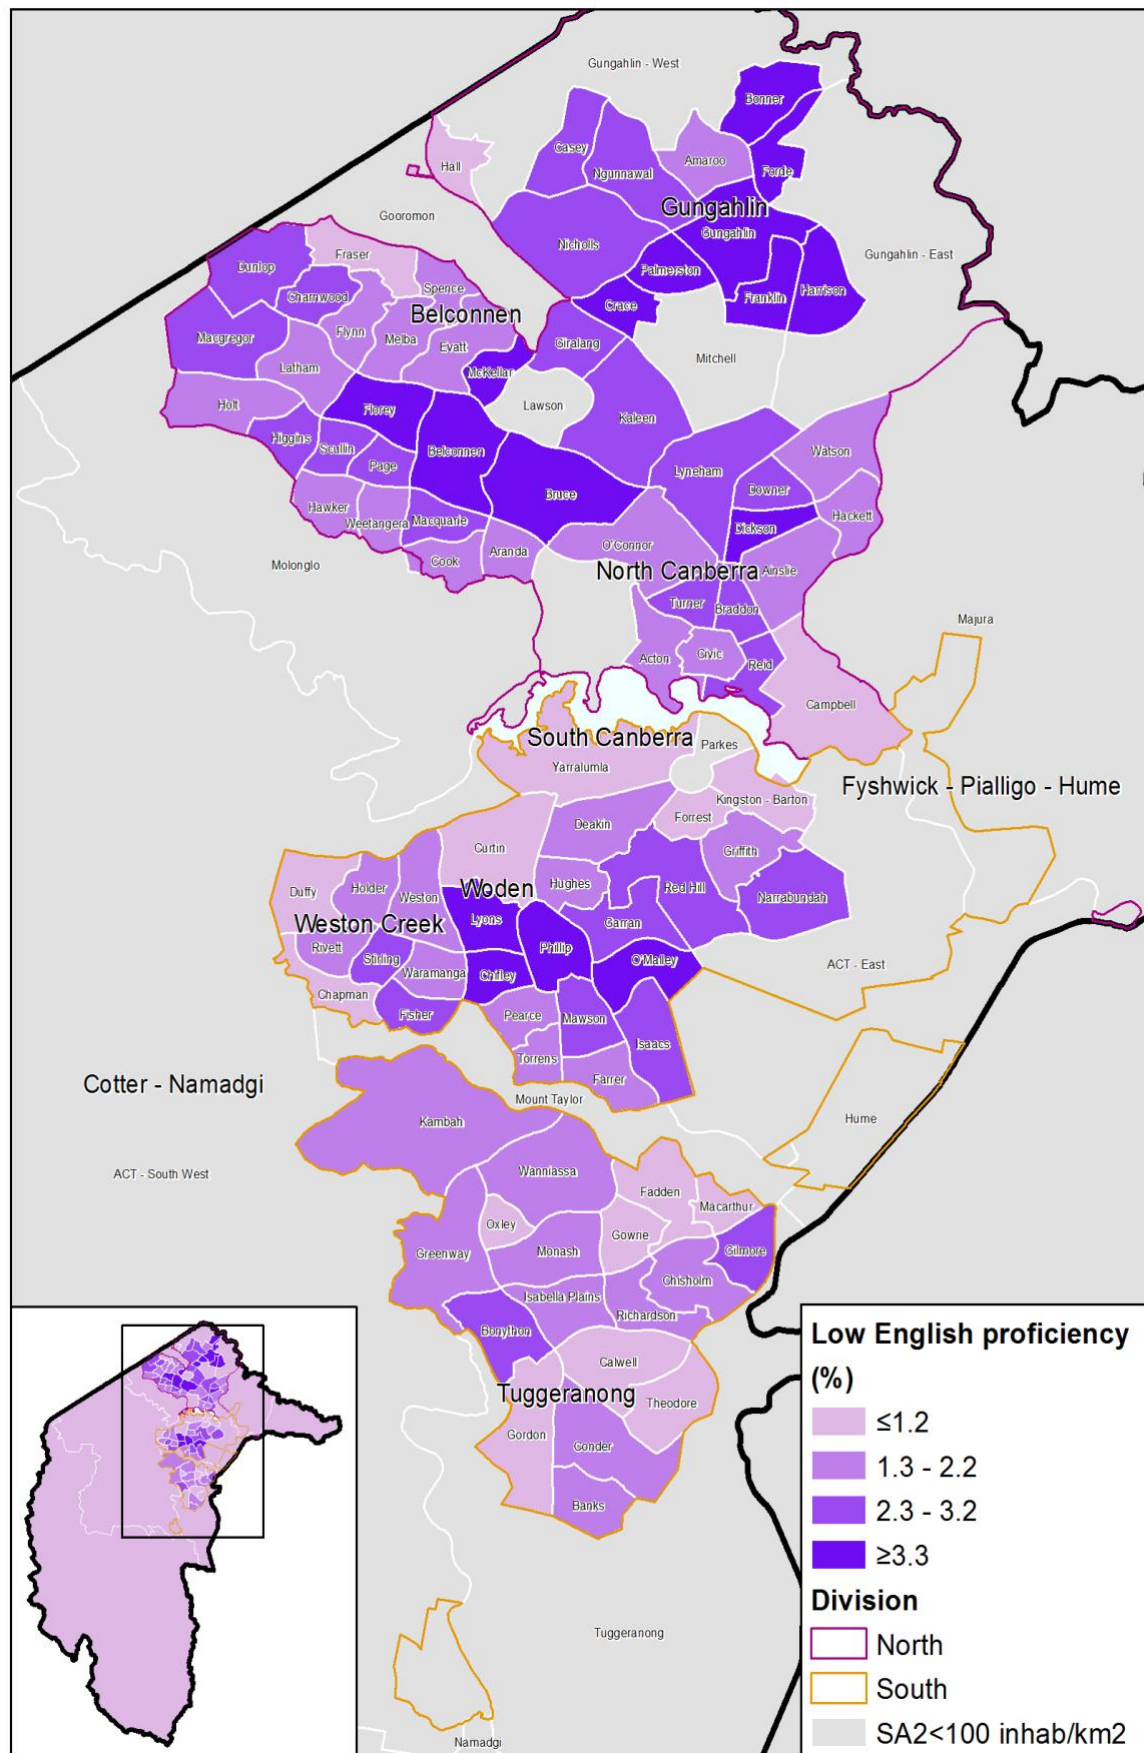 Gungahlin - West
Bonner
Casey
Hall
Ngunnawal
Amaroo
Forde
Gooromon
Gungahlin
Gungahlin
Nicholls
Gungahlin - East
Fraser
Dunlop
Palmerston
Charnwood
Spence
Franklin
Harrison
Crace
Belconnen
Macgregor
Flynn
Melba
Evatt
Giralang
Mitchell
Latham
McKellar
Holt
Florey
Lawson
Kaleen
Higgins
Scullin
Belconnen
Watson
Page
Lyneham
Bruce
Downer
Hawker
Weetangera
Macquarie
Dickson
Hackett
O'Connor
Molonglo
Cook
Aranda
North Canberra
Ainslie
Turner
Braddon
Majura
Acton
Civic
Reid
Campbell
South Canberra
Parkes
Yarralumla
Fyshwick - Pialligo - Hume
Kingston - Barton
Forrest
Deakin
Curtin
Griffith
Duffy
Holder
Weston
Woden
Hughes
Red Hill
Narrabundah
Weston Creek
Lyons
Garran
Rivett
Phillip
Stirling
Waramanga
Chifley
O'Malley
ACT - East
Chapman
Fisher
Pearce
Mawson
Isaacs
Torrens
Farrer
Cotter - Namadgi
Mount Taylor
Kambah
Hume
ACT - South West
Wanniassa
Fadden
Macarthur
Oxley
Gowrie
Greenway
Monash
Gilmore
Chisholm
Isabella Plains
Richardson
Bonython
Calwell
Tuggeranong
Theodore
Gordon
Conder
Banks
Tuggeranong
Namadgi
Low English proficiency
(%)
≤1.2
1.3 - 2.2
2.3 - 3.2
≥3.3
Division
North
South
SA2<100 inhab/km2